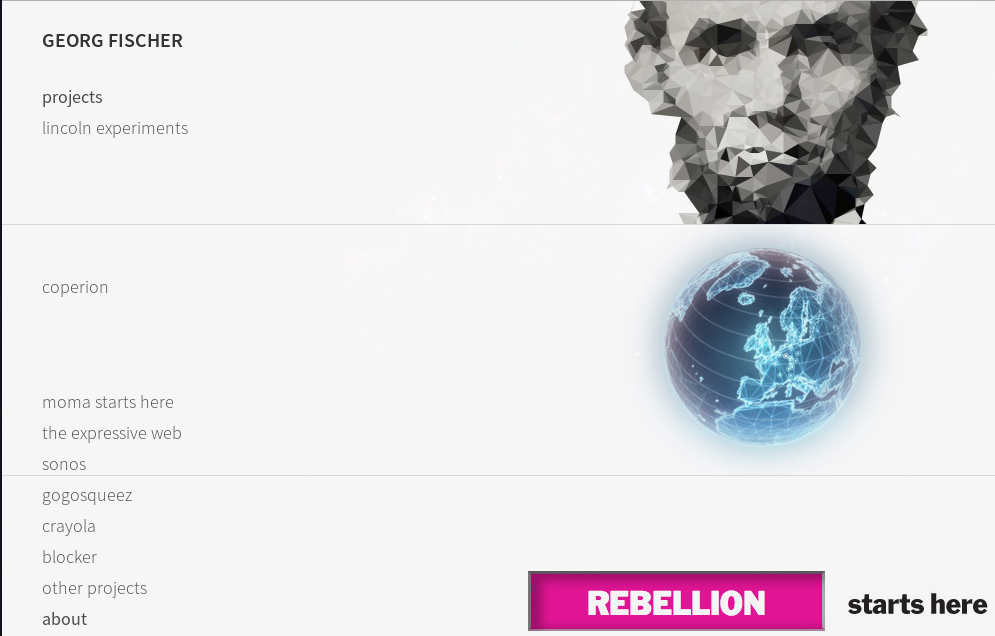 GEORG FISCHER
projects
lincoln experiments
coperion
moma starts here
the expressive web
sonos
gogosqueez
crayola
blocker
other projects
about
REBELLION starts here